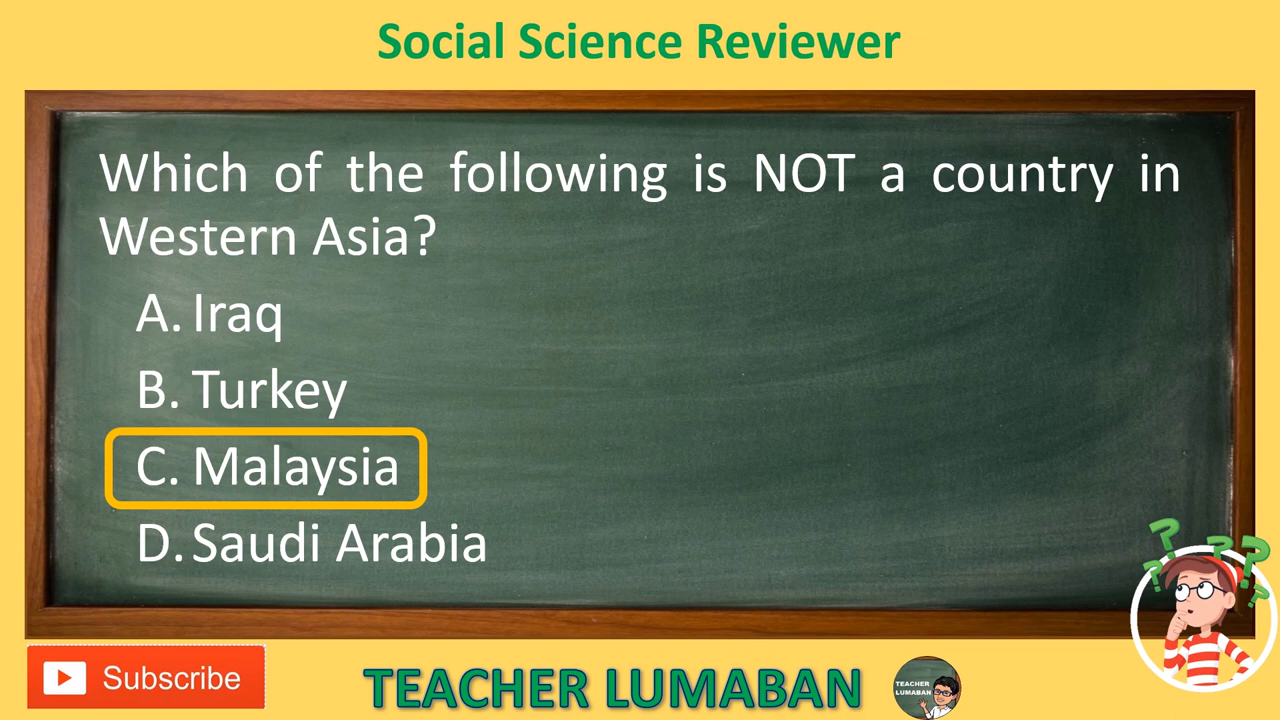 Social Science Reviewer
Which of the following is NOT a country in
Western Asia?
A. Iraq
B. Turkey
C. Malaysia
D. Saudi Arabia
Subscribe
TEACHER LUMABAN
TEACHER
LUMABAN